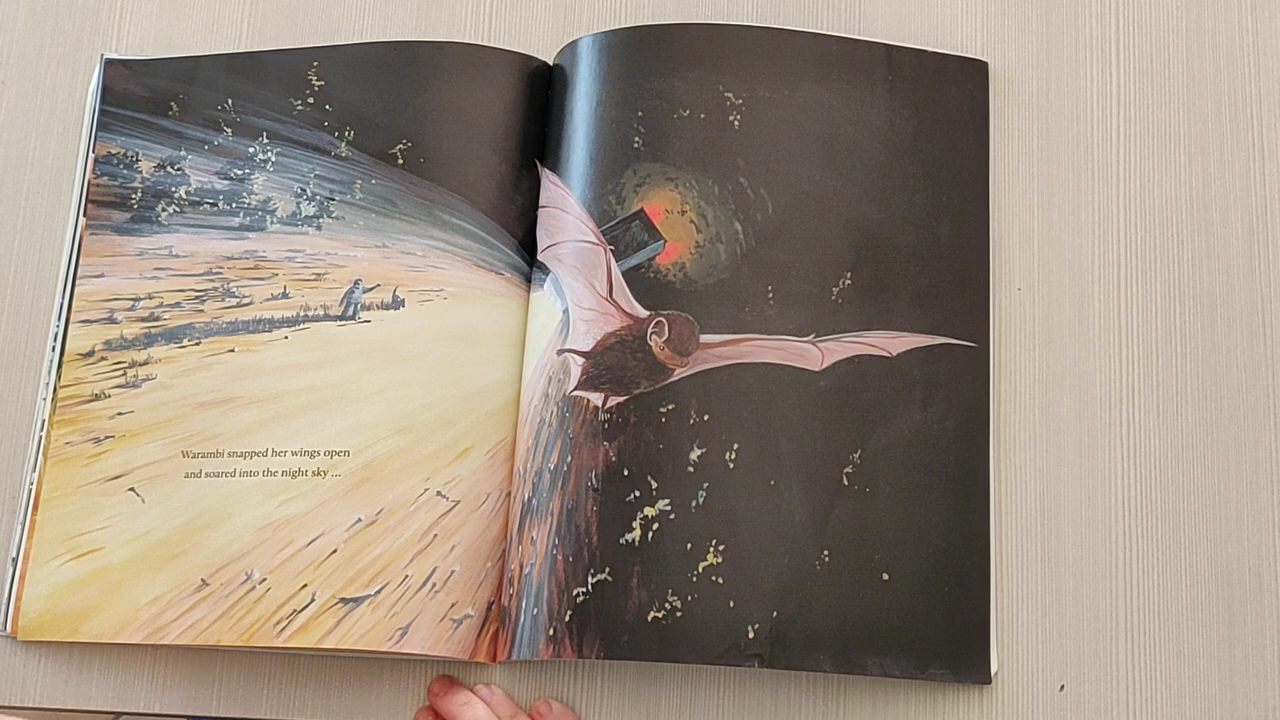 Warambi snapped her wings open
and soared into the night sky ...